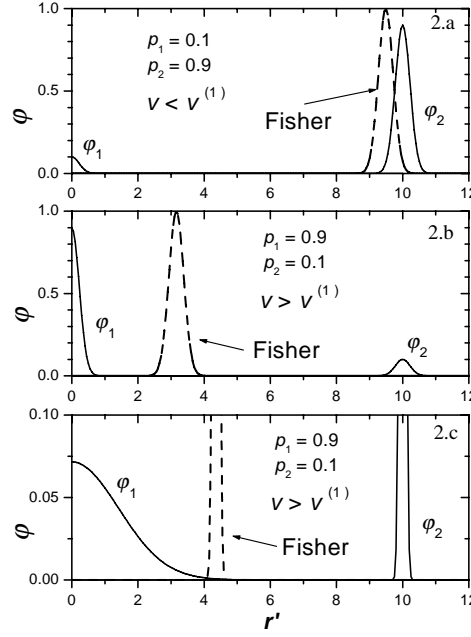 1.0
2.a
p₁ = 0.1
p₂ = 0.9
V < V⁽¹⁾
Fisher
φ₂
φ₁
φ
0.5
0.0
0 2 4 6 8 10 12
1.0
2.b
p₁ = 0.9
p₂ = 0.1
V > V⁽¹⁾
φ₁
Fisher
φ₂
φ
0.5
0.0
0 2 4 6 8 10 12
0.10
2.c
p₁ = 0.9
p₂ = 0.1
V > V⁽¹⁾
φ₁
Fisher
φ₂
φ
0.05
0.00
0 2 4 6 8 10 12
r'